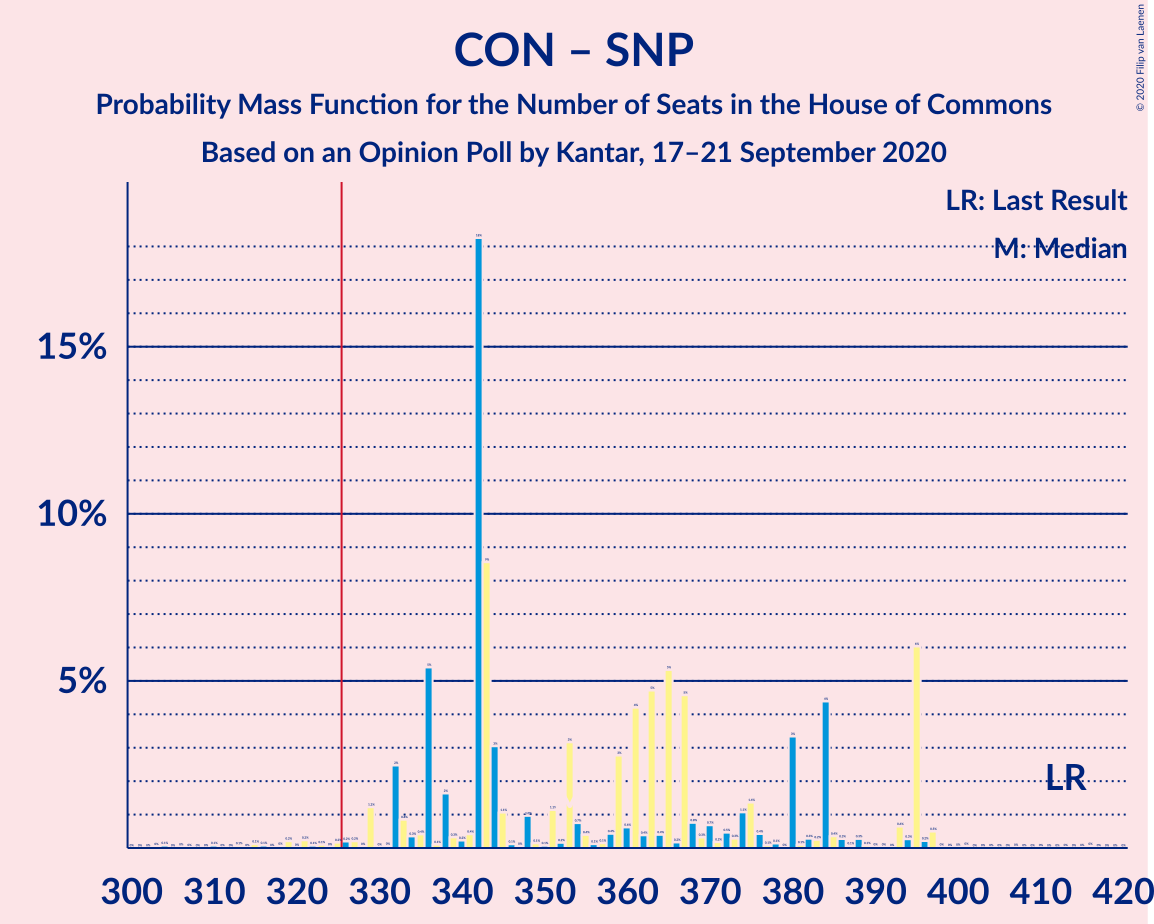 CON – SNP
Probability Mass Function for the Number of Seats in the House of Commons
Based on an Opinion Poll by Kantar, 17–21 September 2020
© 2020 Filip van Laenen
LR: Last Result
M: Median
15%
10%
5%
LR
300 310 320 330 340 350 360 370 380 390 400 410 420